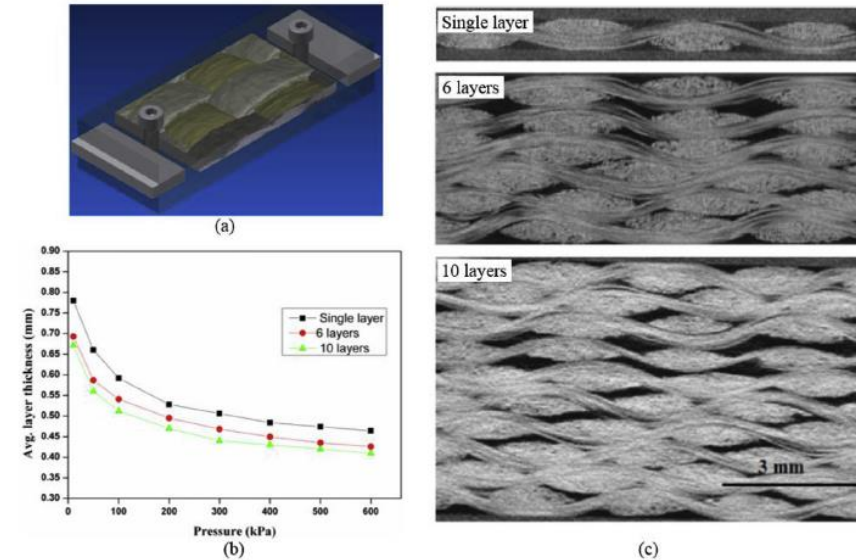 (a)
0.90
0.85
0.80
0.75
0.70
0.65
0.60
0.55
0.50
0.45
0.40
0.35
0.30
Avg. layer thickness (mm)
Single layer
6 layers
10 layers
0 100 200 300 400 500 600
Pressure (kPa)
(b)
Single layer
6 layers
10 layers
3 mm
(c)